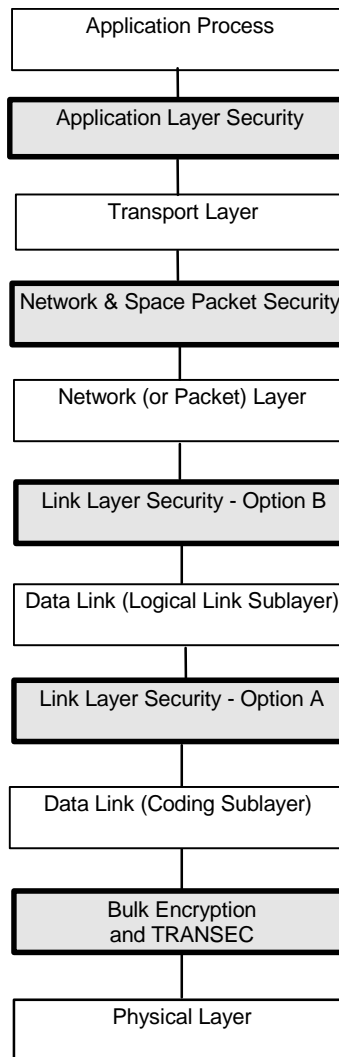 Application Process
Application Layer Security
Transport Layer
Network & Space Packet Security
Network (or Packet) Layer
Link Layer Security - Option B
Data Link (Logical Link Sublayer)
Link Layer Security - Option A
Data Link (Coding Sublayer)
Bulk Encryption
and TRANSEC
Physical Layer